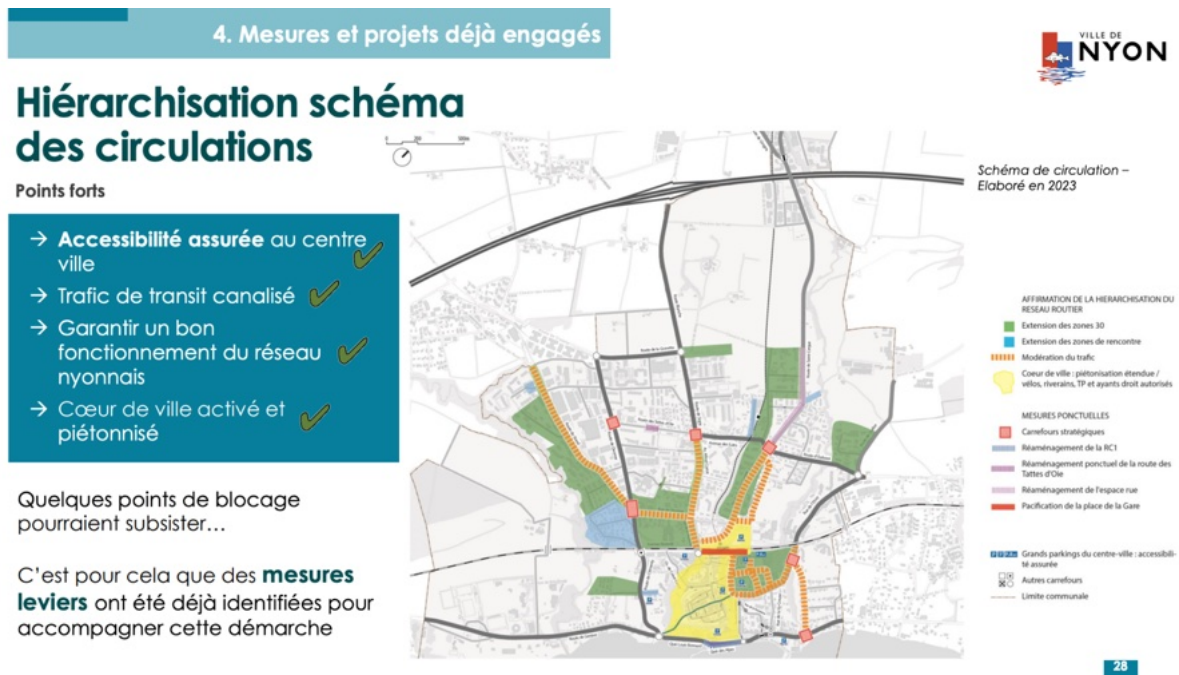 4. Mesures et projets déjà engagés
VILLE DE
NYON
Hiérarchisation schéma
des circulations
Points forts
→ Accessibilité assurée au centre
ville
→ Trafic de transit canalisé
→ Garantir un bon
fonctionnement du réseau
nyonnais
→ Cœur de ville activé et
piétonnisé
Quelques points de blocage
pourraient subsister…
C’est pour cela que des mesures
leviers ont été déjà identifiées pour
accompagner cette démarche
Schéma de circulation –
Elaboré en 2023
AFFIRMATION DE LA HIERARCHISATION DU
RESEAU ROUTIER
Extension des zones 30
Extension des zones de rencontre
Modération du trafic
Coeur de ville : piétonisation étendue /
vélos, riverains, TP et ayants droit autorisés
MESURES PONCTUELLES
Carrefours stratégiques
Réaménagement de la RC1
Réaménagement ponctuel de la route des
Tattes d'Oie
Réaménagement de l'espace rue
Pacification de la place de la Gare
Grands parkings du centre-ville : accessibili-
té assurée
Autres carrefours
Limite communale
28